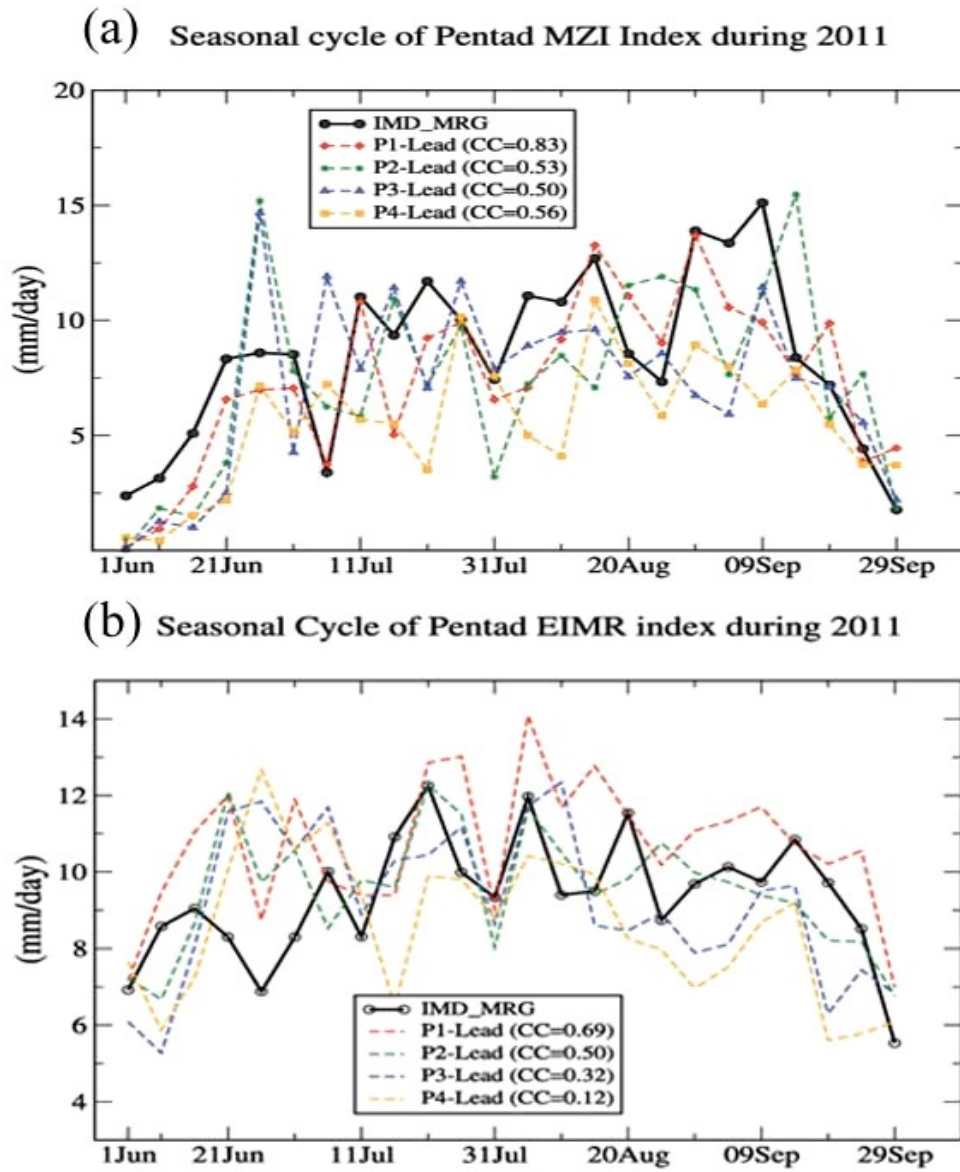 (a) Seasonal cycle of Pentad MZI Index during 2011
20
15
10
5
(mm/day)
IMD_MRG
P1-Lead (CC=0.83)
P2-Lead (CC=0.53)
P3-Lead (CC=0.50)
P4-Lead (CC=0.56)
1Jun 21Jun 11Jul 31Jul 20Aug 09Sep 29Sep
(b) Seasonal Cycle of Pentad EIMR index during 2011
14
12
10
8
6
4
(mm/day)
IMD_MRG
P1-Lead (CC=0.69)
P2-Lead (CC=0.50)
P3-Lead (CC=0.32)
P4-Lead (CC=0.12)
1Jun 21Jun 11Jul 31Jul 20Aug 09Sep 29Sep